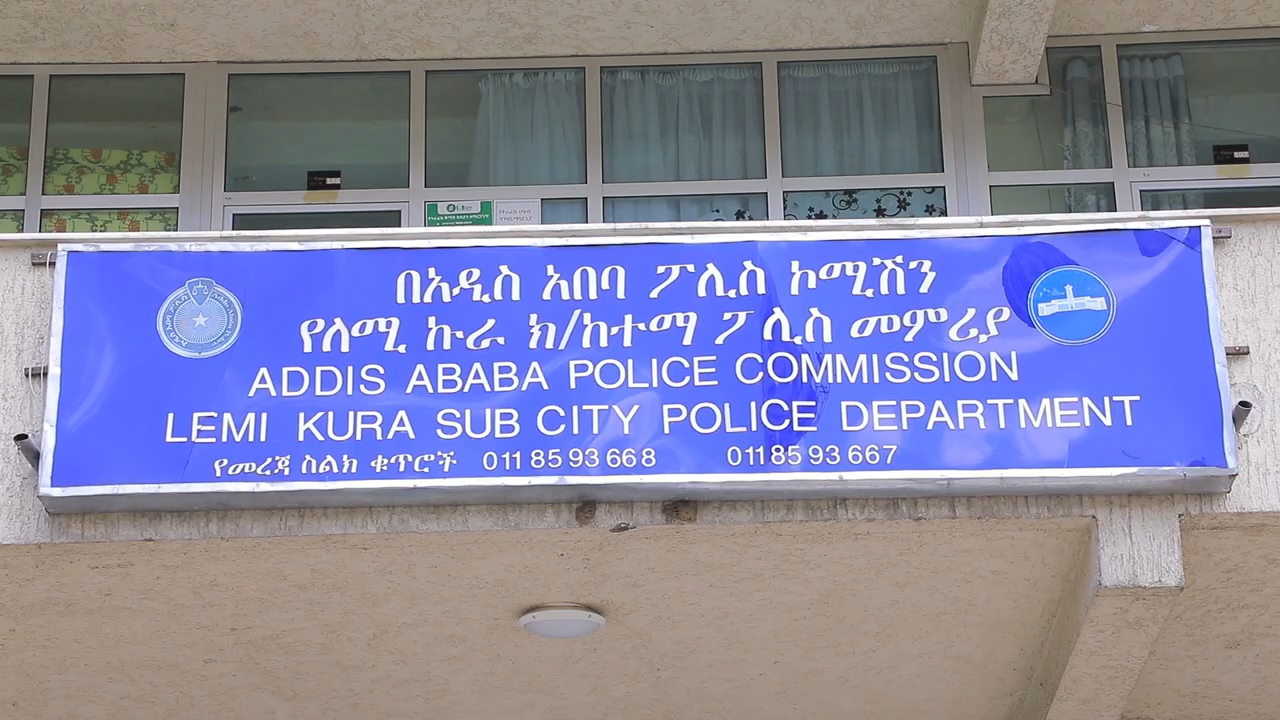 በአዲስ አበባ ፖሊስ ኮሚሽን
የለሚ ኩራ ክ/ከተማ ፖሊስ መምሪያ
ADDIS ABABA POLICE COMMISSION
LEMI KURA SUB CITY POLICE DEPARTMENT
የመረጃ ስልክ ቁጥሮች 011 85 93 668 011 85 93 667